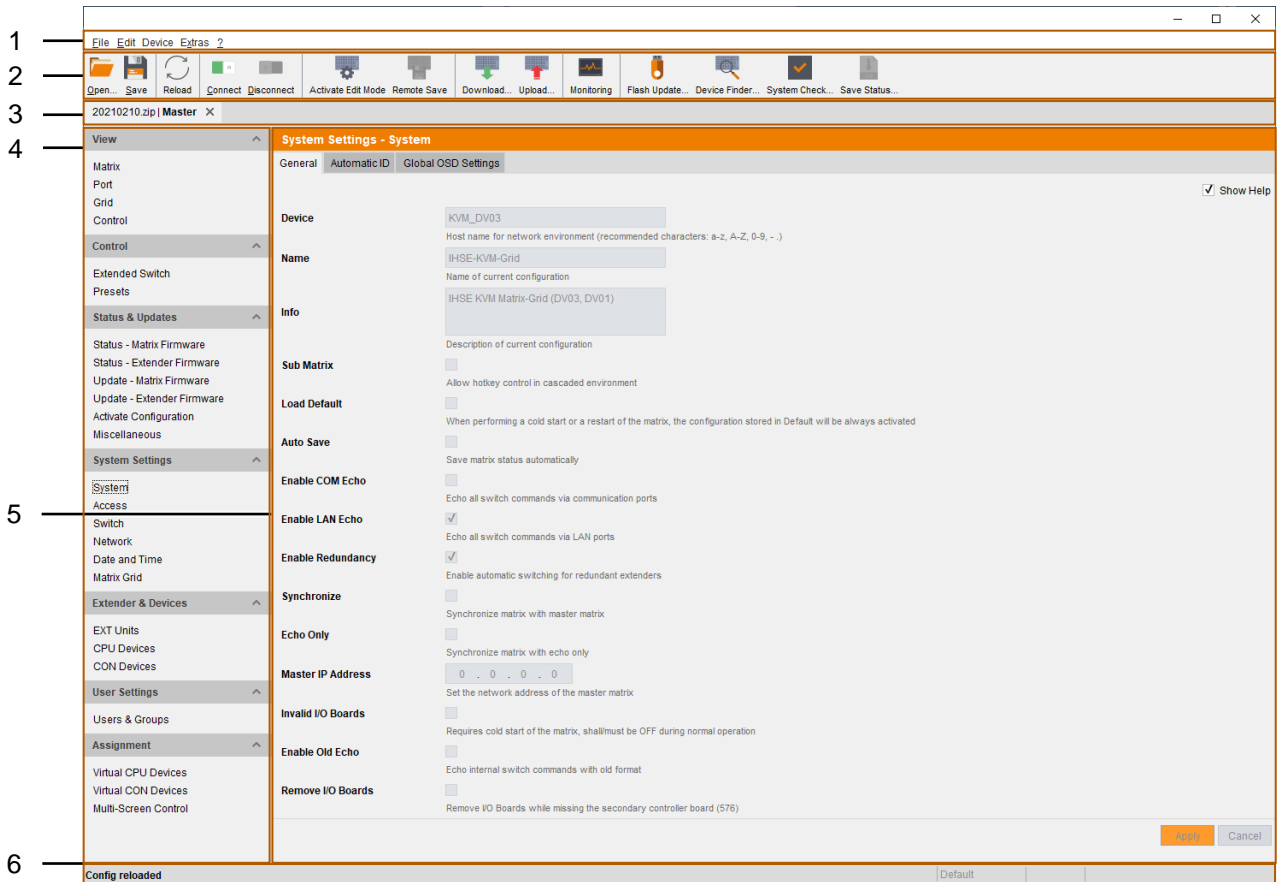 1
File Edit Device Extras ?
2
Open... Save Reload Connect Disconnect Activate Edit Mode Remote Save Download... Upload... Monitoring Flash Update... Device Finder... System Check... Save Status...
3
20210210.zip | Master X
4
View
Matrix
Port
Grid
Control
Control
Extended Switch
Presets
Status & Updates
Status - Matrix Firmware
Status - Extender Firmware
Update - Matrix Firmware
Update - Extender Firmware
Activate Configuration
Miscellaneous
System Settings
System
Access
5
Switch
Network
Date and Time
Matrix Grid
Extender & Devices
EXT Units
CPU Devices
CON Devices
User Settings
Users & Groups
Assignment
Virtual CPU Devices
Virtual CON Devices
Multi-Screen Control
System Settings - System
General Automatic ID Global OSD Settings
Show Help
Device KVM_DV03
Host name for network environment (recommended characters: a-z, A-Z, 0-9, - .)
Name IHSE-KVM-Grid
Name of current configuration
IHSE KVM Matrix-Grid (DV03, DV01)
Info
Description of current configuration
Sub Matrix
Allow hotkey control in cascaded environment
Load Default
When performing a cold start or a restart of the matrix, the configuration stored in Default will be always activated
Auto Save
Save matrix status automatically
Enable COM Echo
Echo all switch commands via communication ports
Enable LAN Echo
Echo all switch commands via LAN ports
Enable Redundancy
Enable automatic switching for redundant extenders
Synchronize
Synchronize matrix with master matrix
Echo Only
Synchronize matrix with echo only
Master IP Address 0 . 0 . 0 . 0
Set the network address of the master matrix
Invalid I/O Boards
Requires cold start of the matrix, shall/must be OFF during normal operation
Enable Old Echo
Echo internal switch commands with old format
Remove I/O Boards
Remove I/O Boards while missing the secondary controller board (576)
Apply Cancel
6
Config reloaded Default